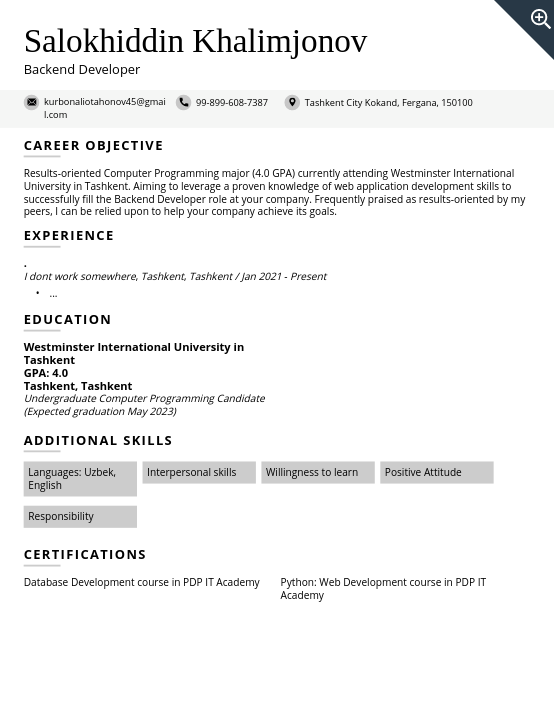 Salokhiddin Khalimjonov
Backend Developer
kurbonaliotahonov45@gmai
l.com
99-899-608-7387
Tashkent City Kokand, Fergana, 150100
CAREER OBJECTIVE
Results-oriented Computer Programming major (4.0 GPA) currently attending Westminster International
University in Tashkent. Aiming to leverage a proven knowledge of web application development skills to
successfully fill the Backend Developer role at your company. Frequently praised as results-oriented by my
peers, I can be relied upon to help your company achieve its goals.
EXPERIENCE
.
I dont work somewhere, Tashkent, Tashkent / Jan 2021 - Present
• ...
EDUCATION
Westminster International University in
Tashkent
GPA: 4.0
Tashkent, Tashkent
Undergraduate Computer Programming Candidate
(Expected graduation May 2023)
ADDITIONAL SKILLS
Languages: Uzbek,
English
Interpersonal skills
Willingness to learn
Positive Attitude
Responsibility
CERTIFICATIONS
Database Development course in PDP IT Academy
Python: Web Development course in PDP IT
Academy